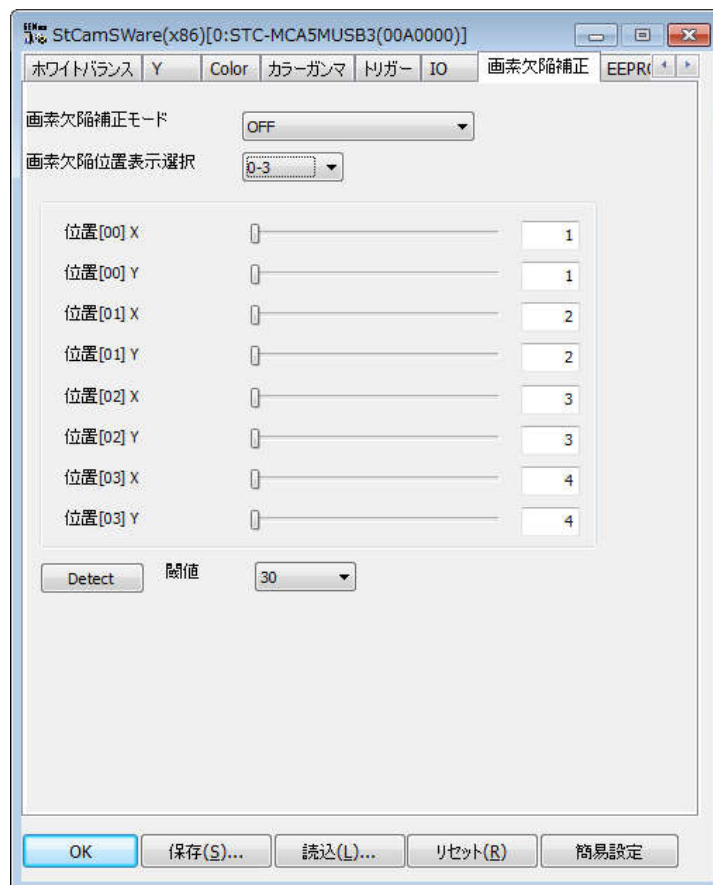 StCamSWare(x86)[0:STC-MCA5MUSB3(00A0000)]
ホワイトバランス Y Color カラーガンマ トリガー IO 画素欠陥補正 EEPR(
画素欠陥補正モード OFF
画素欠陥位置表示選択 0-3
位置[00] X 1
位置[00] Y 1
位置[01] X 2
位置[01] Y 2
位置[02] X 3
位置[02] Y 3
位置[03] X 4
位置[03] Y 4
Detect 閾値 30
OK 保存(S)... 読込(L)... リセット(R) 簡易設定